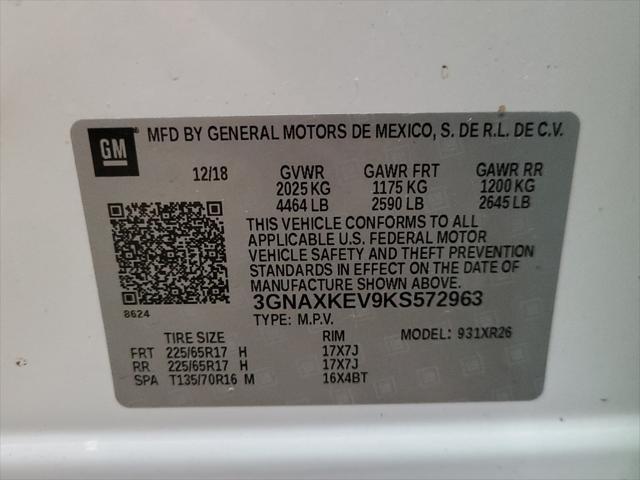 GM
MFD BY GENERAL MOTORS DE MEXICO, S. DE R.L. DE C.V.
12/18 GVWR GAWR FRT GAWR RR
2025 KG 1175 KG 1200 KG
4464 LB 2590 LB 2645 LB
THIS VEHICLE CONFORMS TO ALL
APPLICABLE U.S. FEDERAL MOTOR
VEHICLE SAFETY AND THEFT PREVENTION
STANDARDS IN EFFECT ON THE DATE OF
MANUFACTURE SHOWN ABOVE.
8624 3GNAXKEV9KS572963
TYPE: M.P.V.
TIRE SIZE RIM MODEL: 931XR26
FRT 225/65R17 H 17X7J
RR 225/65R17 H 17X7J
SPA T135/70R16 M 16X4BT